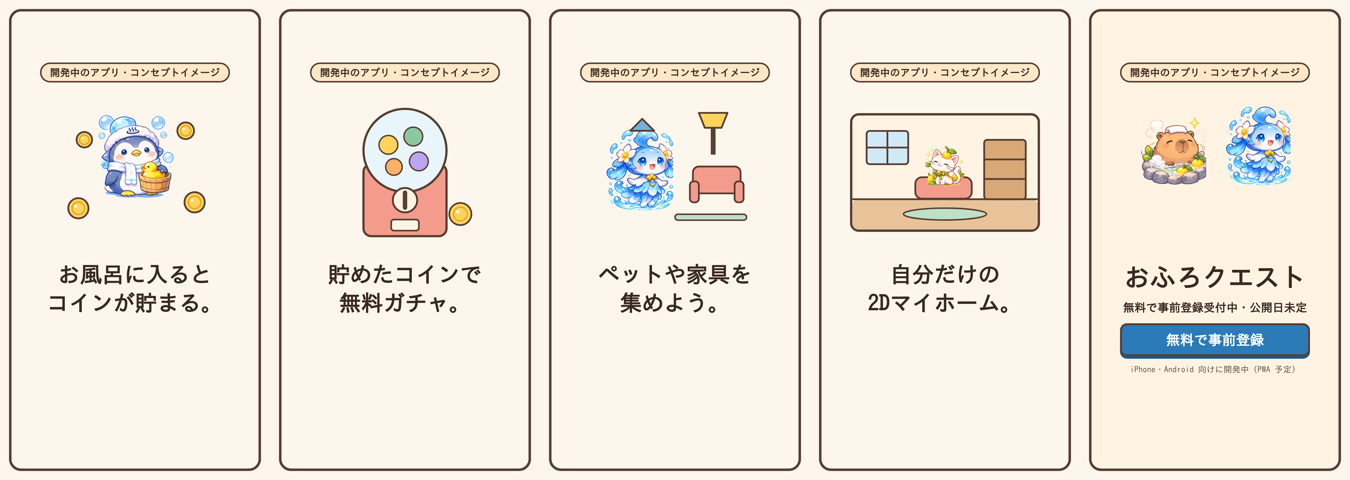 開発中のアプリ・コンセプトイメージ
お風呂に入ると
コインが貯まる。
開発中のアプリ・コンセプトイメージ
貯めたコインで
無料ガチャ。
開発中のアプリ・コンセプトイメージ
ペットや家具を
集めよう。
開発中のアプリ・コンセプトイメージ
自分だけの
2Dマイホーム。
開発中のアプリ・コンセプトイメージ
おふろクエスト
無料で事前登録受付中・公開日未定
無料で事前登録
iPhone・Android 向けに開発中（PWA 予定）